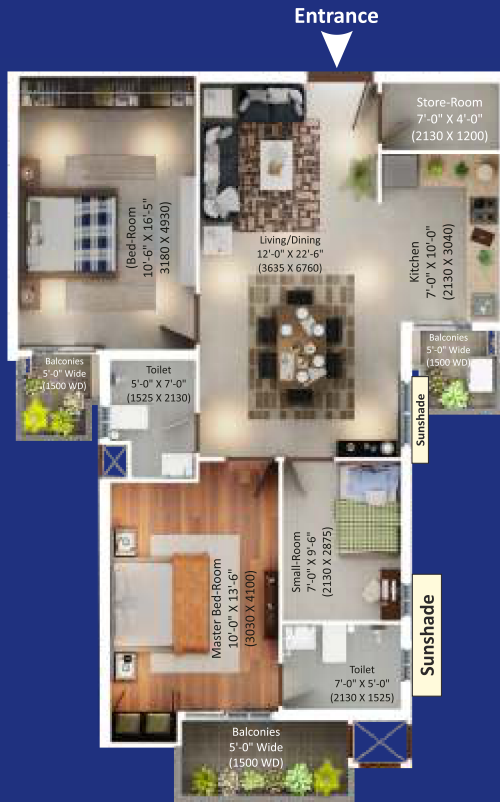 Entrance
Store-Room
7'-0" X 4'-0"
(2130 X 1200)
(Bed-Room
10'-6" X 16'-5"
3180 X 4930)
Living/Dining
12'-0" X 22'-6"
(3635 X 6760)
Kitchen
7'-0" X 10'-0"
(2130 X 3040)
Balconies
5'-0" Wide
(1500 WD)
Toilet
5'-0" X 7'-0"
(1525 X 2130)
Balconies
5'-0" Wide
(1500 WD)
Sunshade
Master Bed-Room
10'-0" X 13'-6"
(3030 X 4100)
Small-Room
7'-0" X 9'-6"
(2130 X 2875)
Sunshade
Toilet
7'-0" X 5'-0"
(2130 X 1525)
Balconies
5'-0" Wide
(1500 WD)